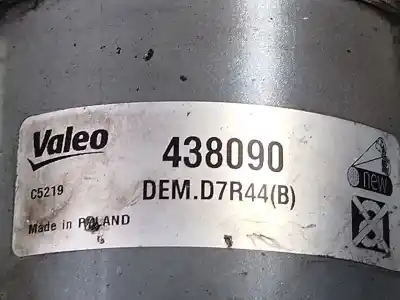 Valeo
438090
new
C5219
DEM.D7R44(B)
Made in POLAND